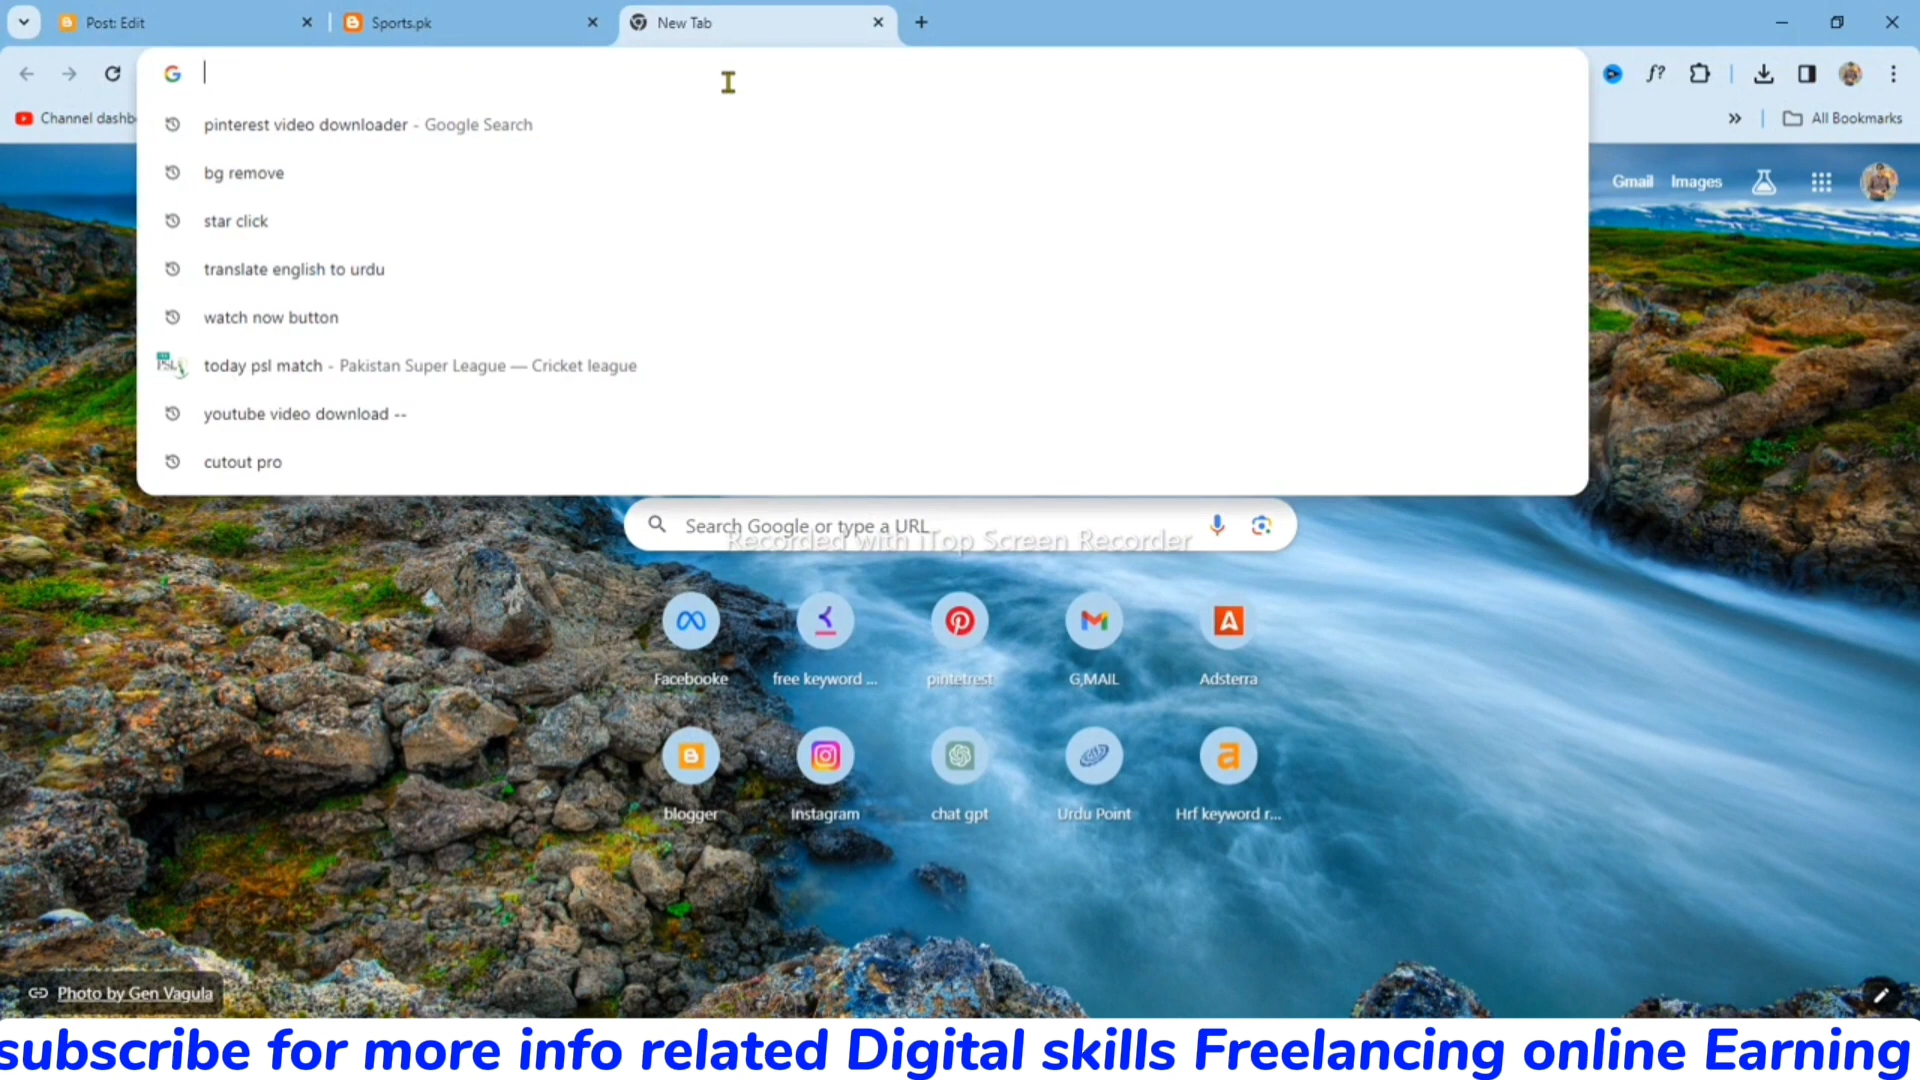 Post: Edit
Sports.pk
New Tab
f?
Channel dashb
All Bookmarks
pinterest video downloader - Google Search
bg remove
star click
translate english to urdu
watch now button
today psl match - Pakistan Super League — Cricket league
youtube video download --
cutout pro
Gmail
Images
Search Google or type a URL
Recorded with iTop Screen Recorder
Facebooke
free keyword ...
pintetrest
G,MAIL
Adsterra
blogger
Instagram
chat gpt
Urdu Point
Hrf keyword r...
Photo by Gen Vagula
subscribe for more info related Digital skills Freelancing online Earning